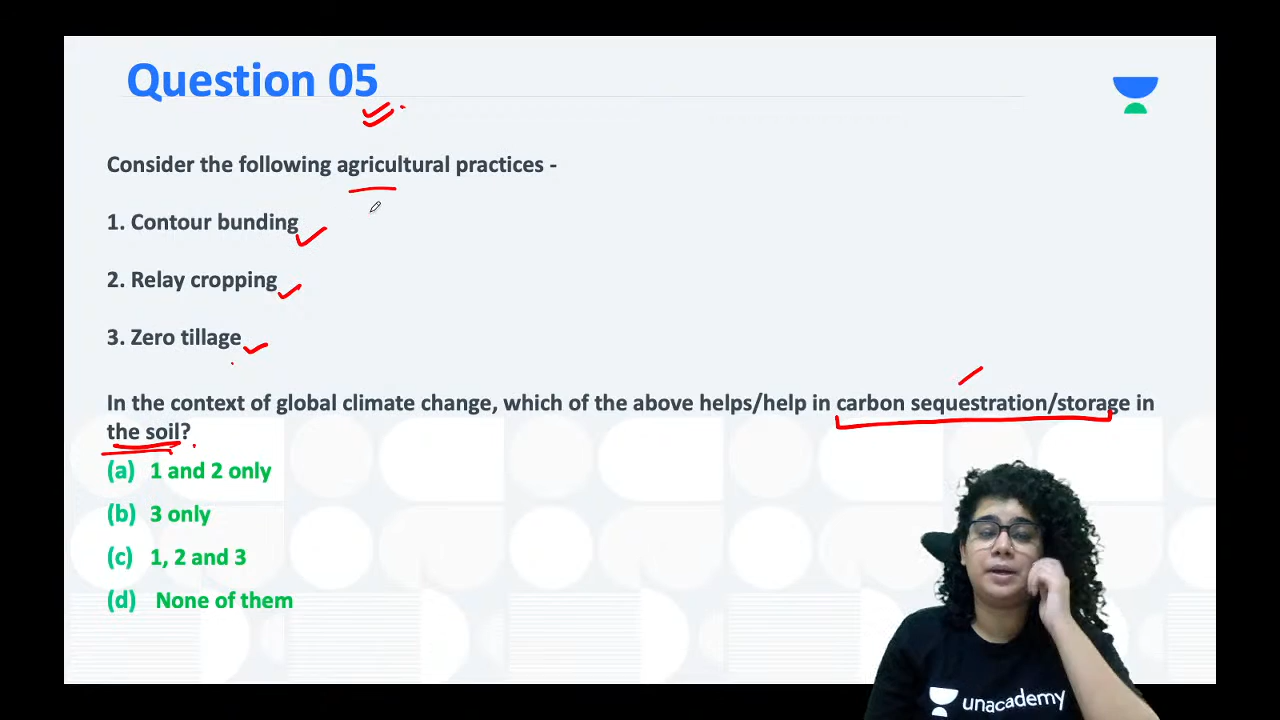 Question 05
Consider the following agricultural practices -
1. Contour bunding
2. Relay cropping
3. Zero tillage
In the context of global climate change, which of the above helps/help in carbon sequestration/storage in
the soil?
(a) 1 and 2 only
(b) 3 only
(c) 1, 2 and 3
(d) None of them
unacademy